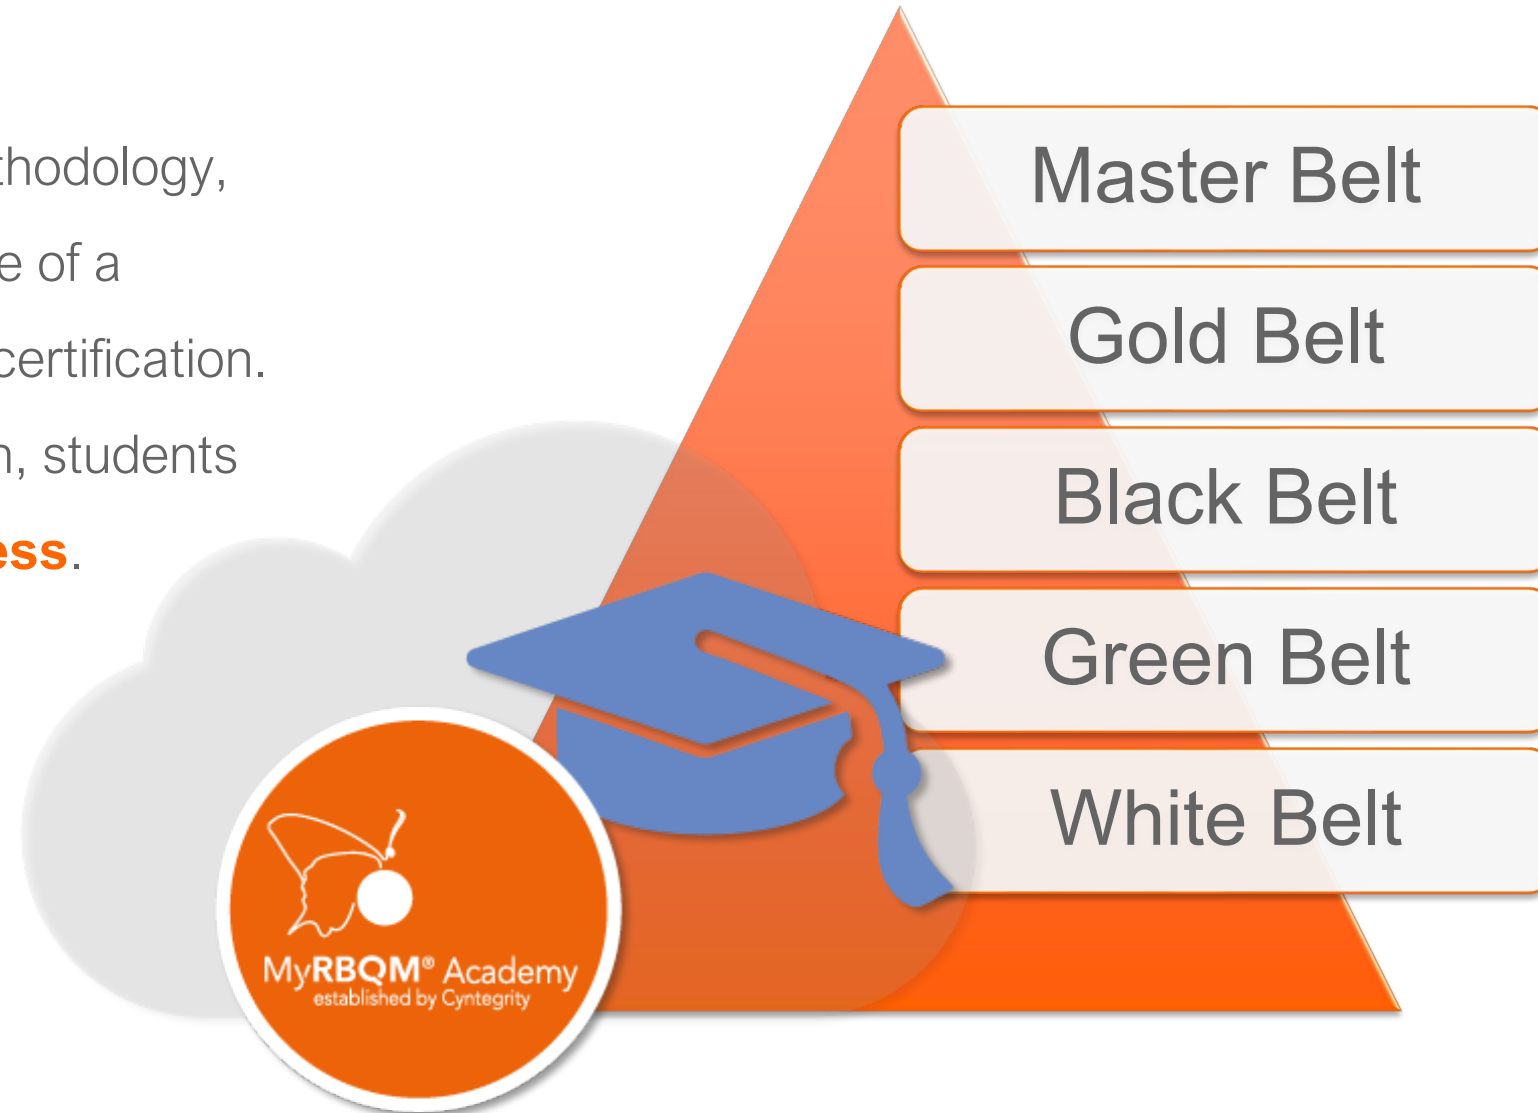 thodology,
e of a
certification.
n, students
ess.
Master Belt
Gold Belt
Black Belt
Green Belt
White Belt
MyRBQM® Academy
established by Cyntegrity